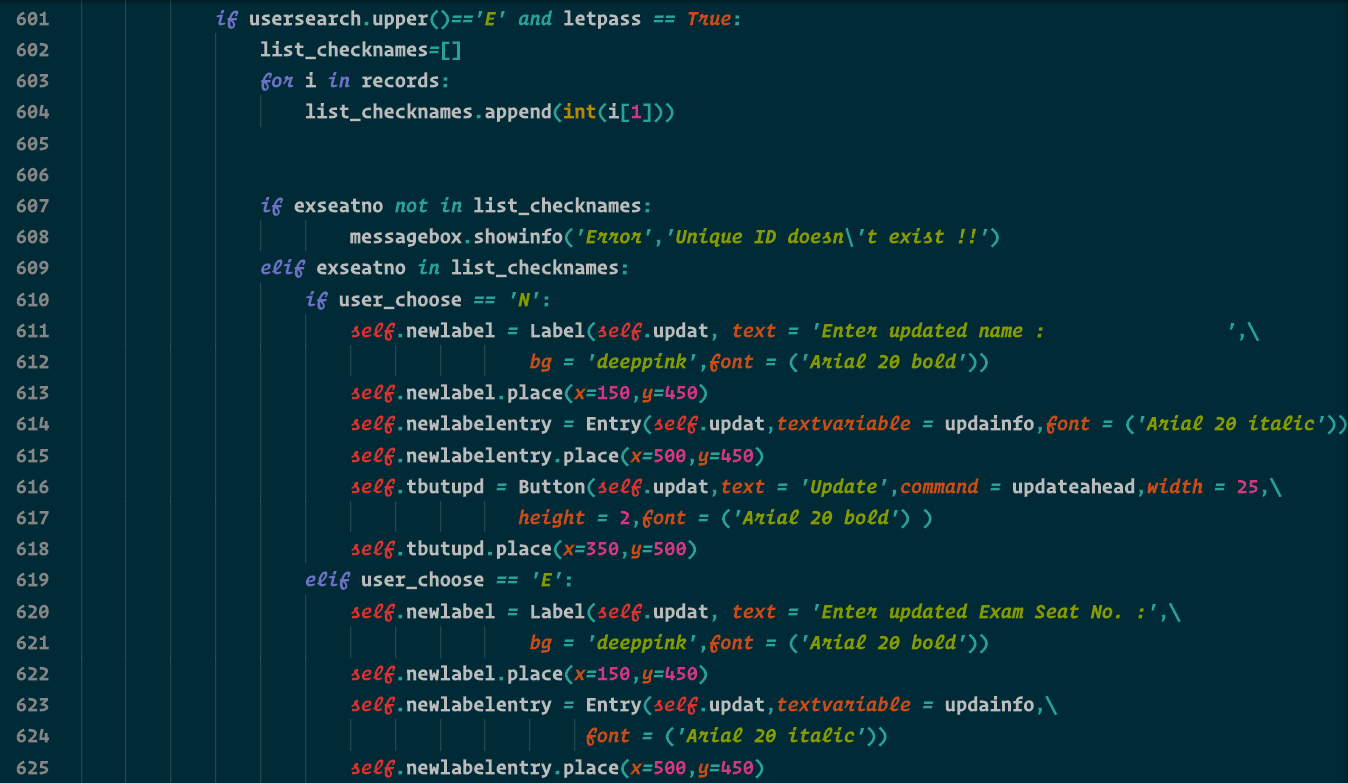 601 if usersearch.upper()=='E' and letpass == True:
602 list_checknames=[]
603 for i in records:
604 list_checknames.append(int(i[1]))
605
606
607 if exseatno not in list_checknames:
608 messagebox.showinfo('Error','Unique ID doesn\'t exist !!')
609 elif exseatno in list_checknames:
610 if user_choose == 'N':
611 self.newlabel = Label(self.updat, text = 'Enter updated name :                ',\
612 bg = 'deeppink',font = ('Arial 20 bold'))
613 self.newlabel.place(x=150,y=450)
614 self.newlabelentry = Entry(self.updat,textvariable = updainfo,font = ('Arial 20 italic'))
615 self.newlabelentry.place(x=500,y=450)
616 self.tbutupd = Button(self.updat,text = 'Update',command = updateahead,width = 25,\
617 height = 2,font = ('Arial 20 bold') )
618 self.tbutupd.place(x=350,y=500)
619 elif user_choose == 'E':
620 self.newlabel = Label(self.updat, text = 'Enter updated Exam Seat No. :',\
621 bg = 'deeppink',font = ('Arial 20 bold'))
622 self.newlabel.place(x=150,y=450)
623 self.newlabelentry = Entry(self.updat,textvariable = updainfo,\
624 font = ('Arial 20 italic'))
625 self.newlabelentry.place(x=500,y=450)